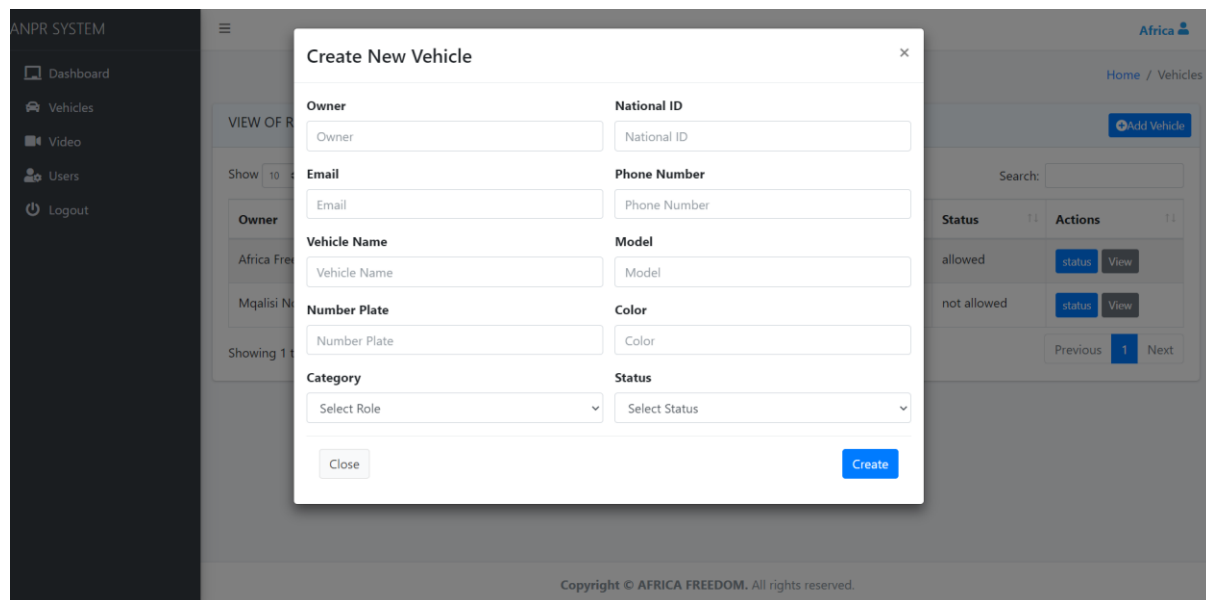 ANPR SYSTEM
Africa
Dashboard
Vehicles
Video
Users
Logout
Home / Vehicles
VIEW OF R
Add Vehicle
Show 10
Search:
Owner
Status
Actions
Africa Free
allowed
status
View
Mqalisi
not allowed
status
View
Showing 1 t
Previous
1
Next
Create New Vehicle
×
Owner
National ID
Owner
National ID
Email
Phone Number
Email
Phone Number
Vehicle Name
Model
Vehicle Name
Model
Number Plate
Color
Number Plate
Color
Category
Status
Select Role
Select Status
Close
Create
Copyright © AFRICA FREEDOM. All rights reserved.